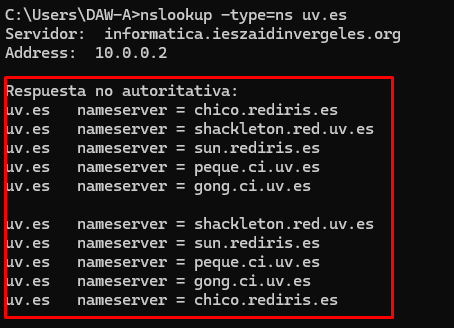 C:\Users\DAW-A>nslookup -type=ns uv.es
Servidor:  informatica.ieszaidinvergeles.org
Address:  10.0.0.2

Respuesta no autoritativa:
uv.es   nameserver = chico.rediris.es
uv.es   nameserver = shackleton.red.uv.es
uv.es   nameserver = sun.rediris.es
uv.es   nameserver = peque.ci.uv.es
uv.es   nameserver = gong.ci.uv.es

uv.es   nameserver = shackleton.red.uv.es
uv.es   nameserver = sun.rediris.es
uv.es   nameserver = peque.ci.uv.es
uv.es   nameserver = gong.ci.uv.es
uv.es   nameserver = chico.rediris.es